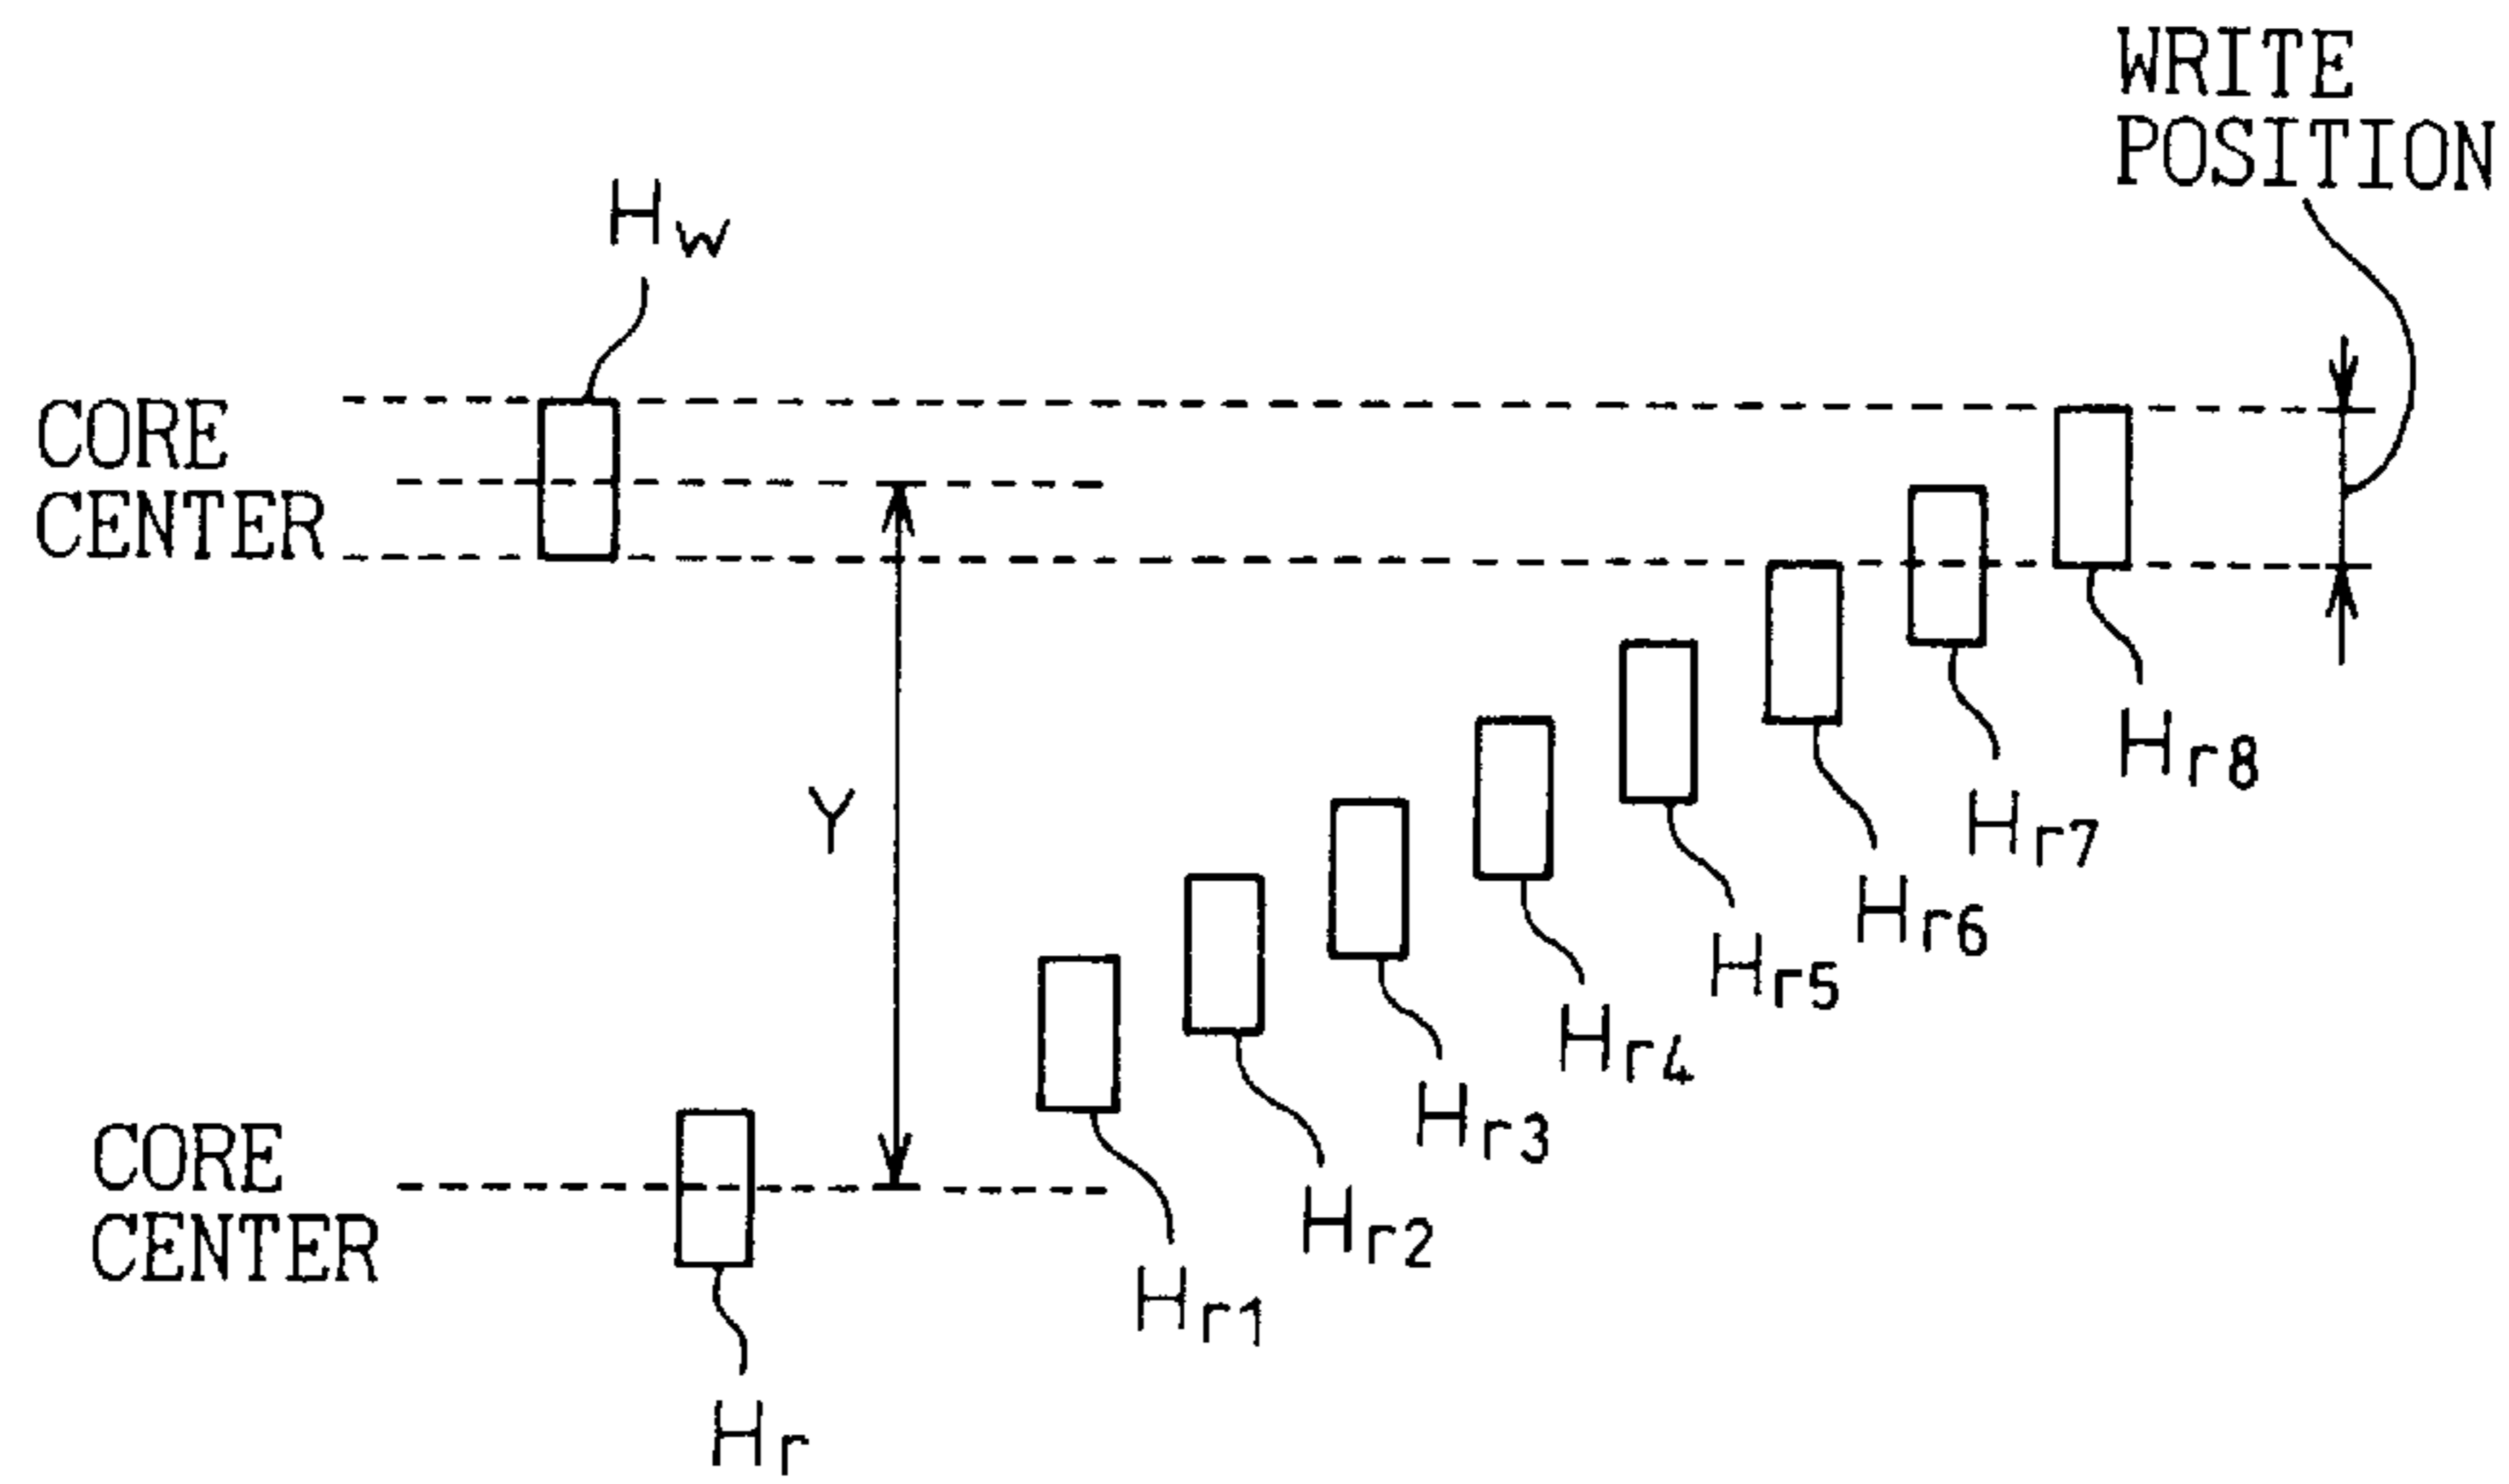 WRITE
POSITION
Hw
CORE
CENTER
Y
Hr8
Hr7
Hr6
Hr5
Hr4
Hr3
Hr2
Hr1
CORE
CENTER
Hr